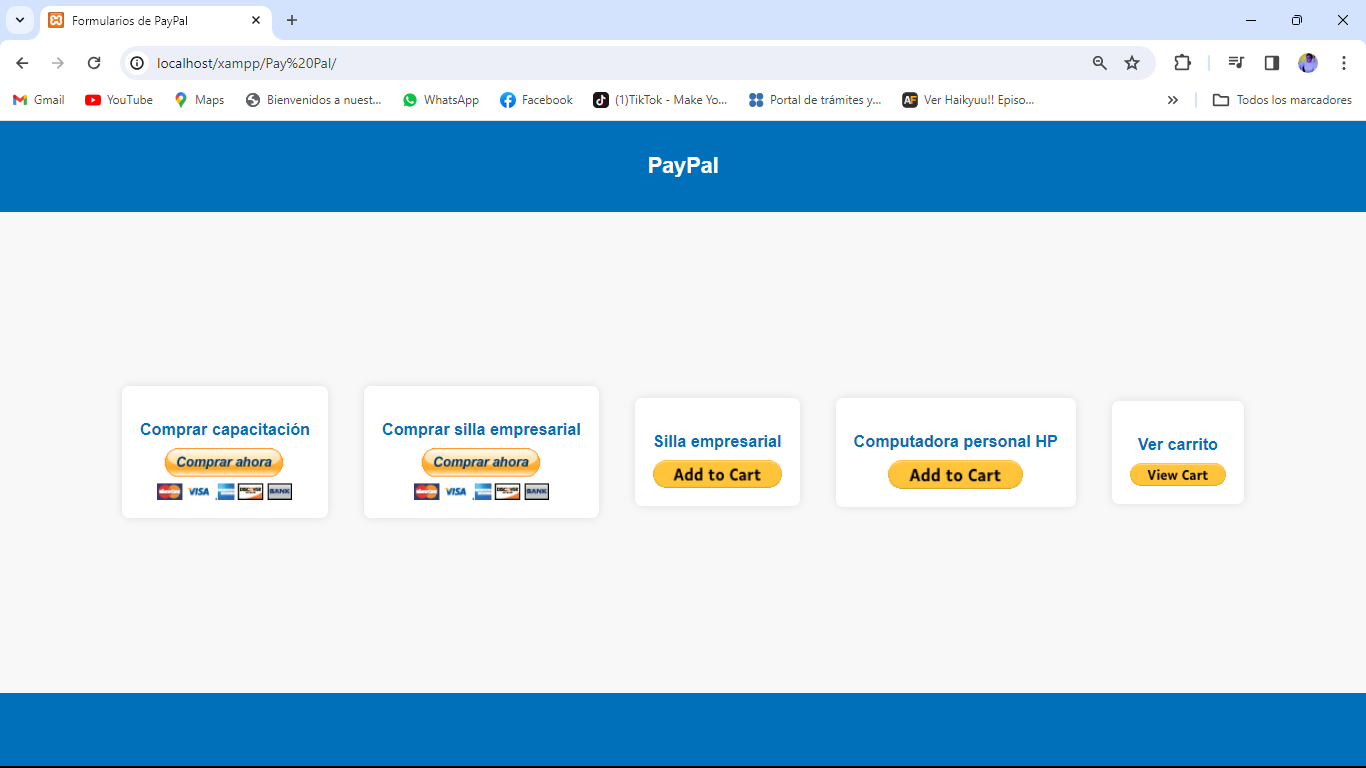 Formularios de PayPal
localhost/xampp/Pay%20Pal/
Gmail YouTube Maps Bienvenidos a nuest... WhatsApp Facebook (1)TikTok - Make Yo... Portal de trámites y... AF Ver Haikyuu!! Episo... » Todos los marcadores
PayPal
Comprar capacitación
Comprar ahora
VISA BANK
Comprar silla empresarial
Comprar ahora
VISA BANK
Silla empresarial
Add to Cart
Computadora personal HP
Add to Cart
Ver carrito
View Cart